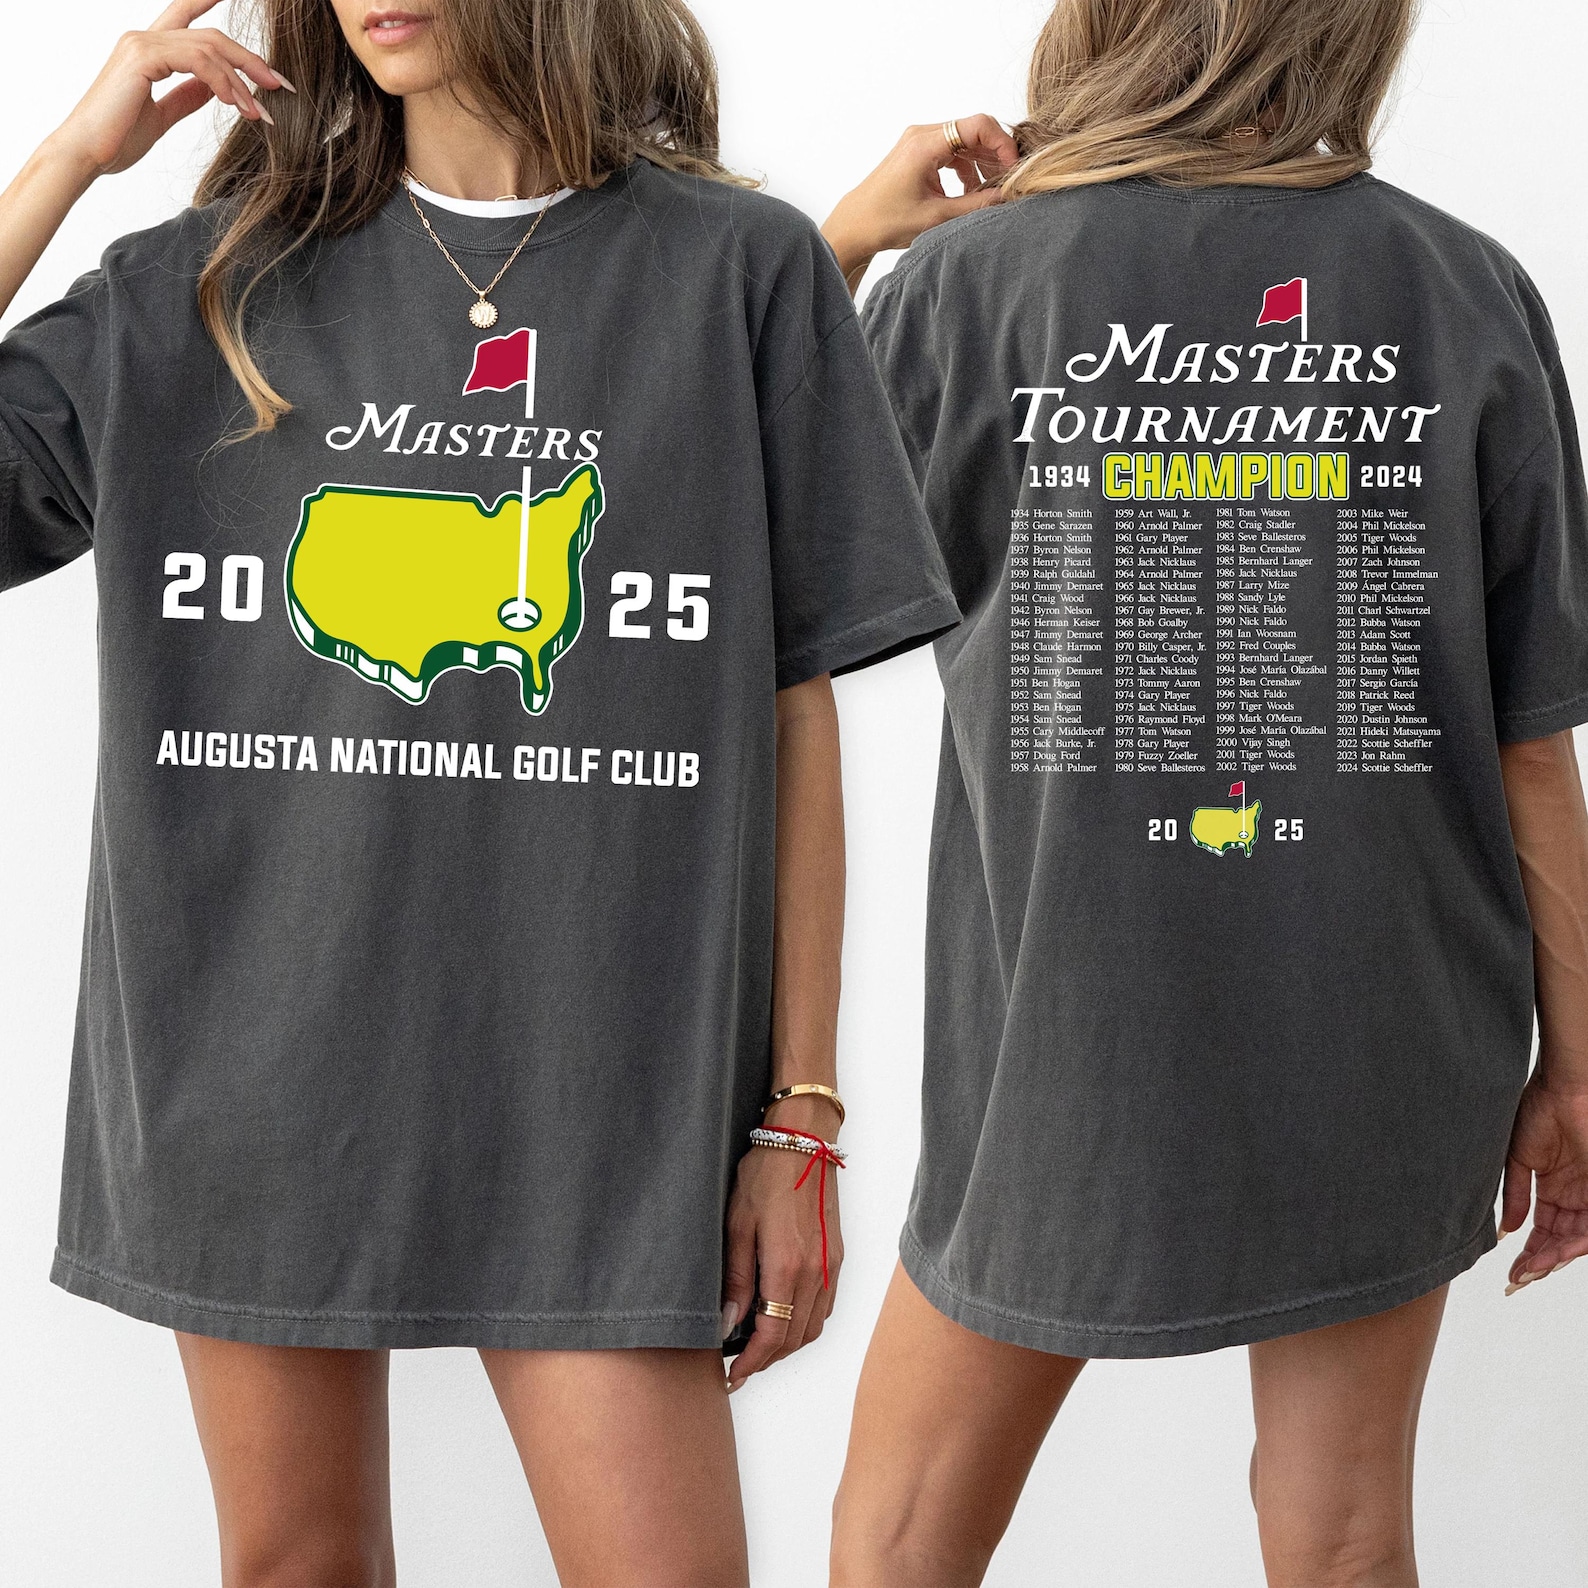 MASTERS
20 25
AUGUSTA NATIONAL GOLF CLUB
MASTERS
TOURNAMENT
1934 CHAMPION 2024
1934 Horton Smith
1935 Gene Sarazen
1936 Horton Smith
1937 Byron Nelson
1938 Henry Picard
1939 Ralph Guldahl
1940 Jimmy Demaret
1941 Craig Wood
1942 Byron Nelson
1946 Herman Keiser
1947 Jimmy Demaret
1948 Claude Harmon
1949 Sam Snead
1950 Jimmy Demaret
1951 Ben Hogan
1952 Sam Snead
1953 Ben Hogan
1954 Sam Snead
1955 Cary Middlecoff
1956 Jack Burke, Jr.
1957 Doug Ford
1958 Arnold Palmer
1959 Art Wall, Jr.
1960 Arnold Palmer
1961 Gary Player
1962 Arnold Palmer
1963 Jack Nicklaus
1964 Arnold Palmer
1965 Jack Nicklaus
1966 Jack Nicklaus
1967 Gay Brewer, Jr.
1968 Bob Goalby
1969 George Archer
1970 Billy Casper, Jr.
1971 Charles Coody
1972 Jack Nicklaus
1973 Tommy Aaron
1974 Gary Player
1975 Jack Nicklaus
1976 Raymond Floyd
1977 Tom Watson
1978 Gary Player
1979 Fuzzy Zoeller
1980 Seve Ballesteros
1981 Tom Watson
1982 Craig Stadler
1983 Seve Ballesteros
1984 Ben Crenshaw
1985 Bernhard Langer
1986 Jack Nicklaus
1987 Larry Mize
1988 Sandy Lyle
1989 Nick Faldo
1990 Nick Faldo
1991 Ian Woosnam
1992 Fred Couples
1993 Bernhard Langer
1994 José María Olazábal
1995 Ben Crenshaw
1996 Nick Faldo
1997 Tiger Woods
1998 Mark O'Meara
1999 José María Olazábal
2000 Vijay Singh
2001 Tiger Woods
2002 Tiger Woods
2003 Mike Weir
2004 Phil Mickelson
2005 Tiger Woods
2006 Phil Mickelson
2007 Zach Johnson
2008 Trevor Immelman
2009 Ángel Cabrera
2010 Phil Mickelson
2011 Charl Schwartzel
2012 Bubba Watson
2013 Adam Scott
2014 Bubba Watson
2015 Jordan Spieth
2016 Danny Willett
2017 Sergio García
2018 Patrick Reed
2019 Tiger Woods
2020 Dustin Johnson
2021 Hideki Matsuyama
2022 Scottie Scheffler
2023 Jon Rahm
2024 Scottie Scheffler
20 25